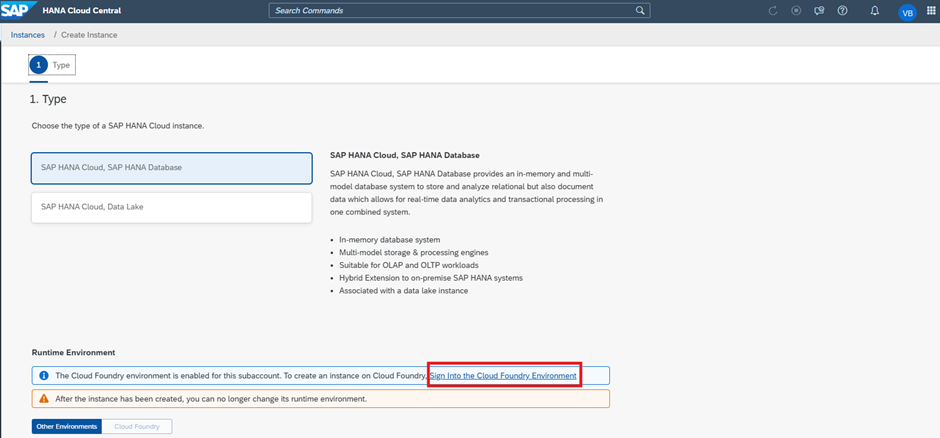 SAP HANA Cloud Central Search Commands VB
Instances / Create Instance
1 Type
1. Type
Choose the type of a SAP HANA Cloud instance.
SAP HANA Cloud, SAP HANA Database
SAP HANA Cloud, Data Lake
SAP HANA Cloud, SAP HANA Database
SAP HANA Cloud, SAP HANA Database provides an in-memory and multi-
model database system to store and analyze relational but also document
data which allows for real-time data analytics and transactional processing in
one combined system.
• In-memory database system
• Multi-model storage & processing engines
• Suitable for OLAP and OLTP workloads
• Hybrid Extension to on-premise SAP HANA systems
• Associated with a data lake instance
Runtime Environment
The Cloud Foundry environment is enabled for this subaccount. To create an instance on Cloud Foundry, Sign Into the Cloud Foundry Environment
After the instance has been created, you can no longer change its runtime environment.
Other Environments Cloud Foundry